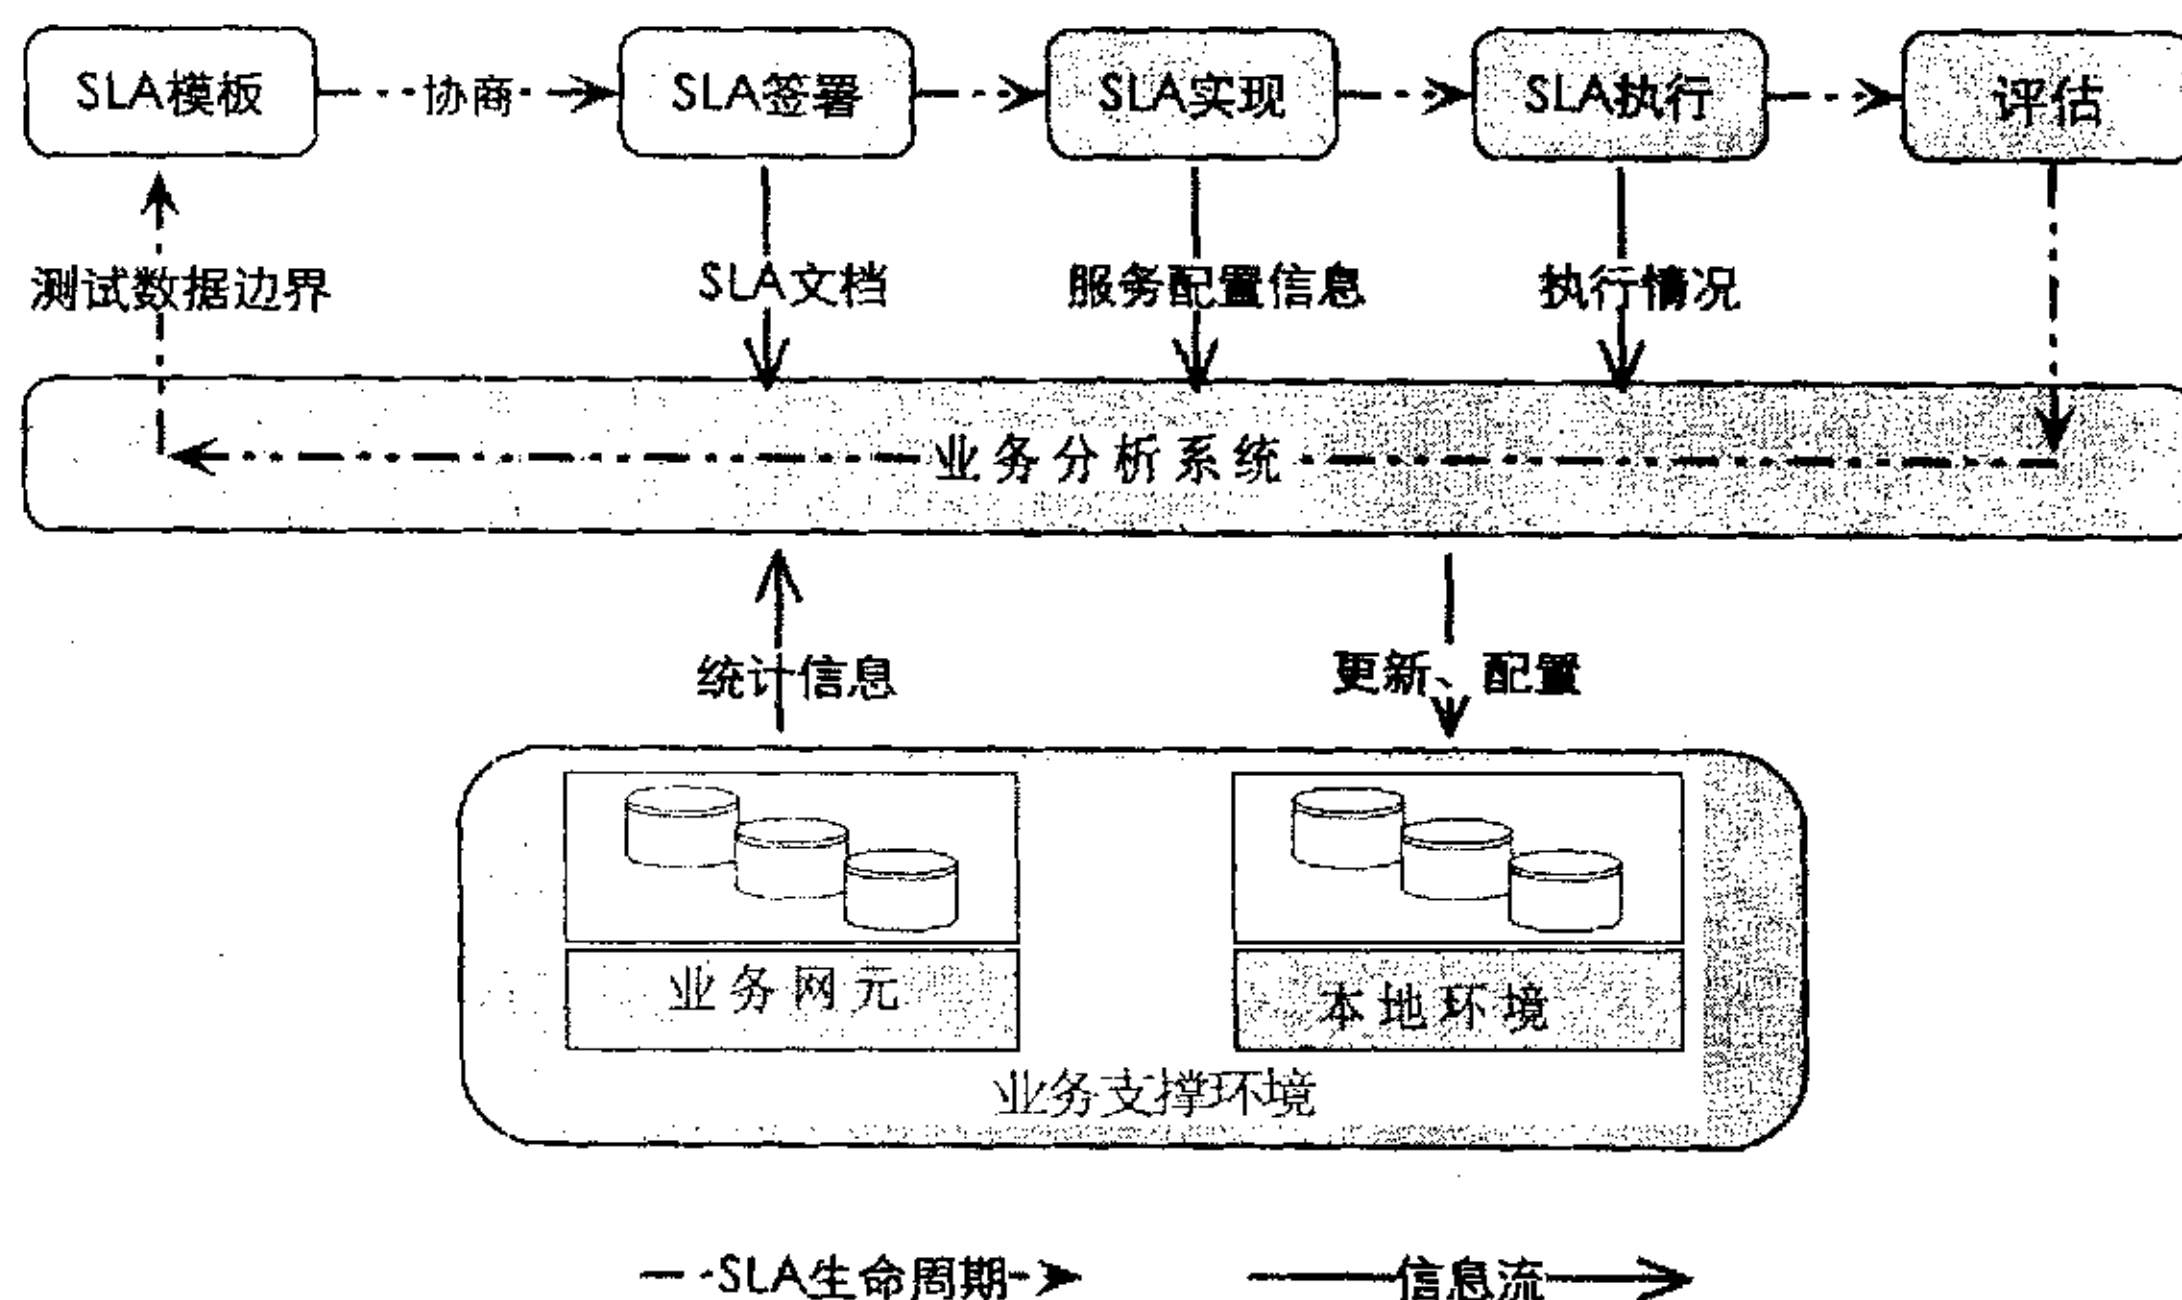 SLA模板
协商
SLA签署
SLA实现
SLA执行
评估
测试数据边界
SLA文档
服务配置信息
执行情况
业务分析系统
统计信息
更新、配置
业务网元
本地环境
业务支撑环境
SLA生命周期
信息流